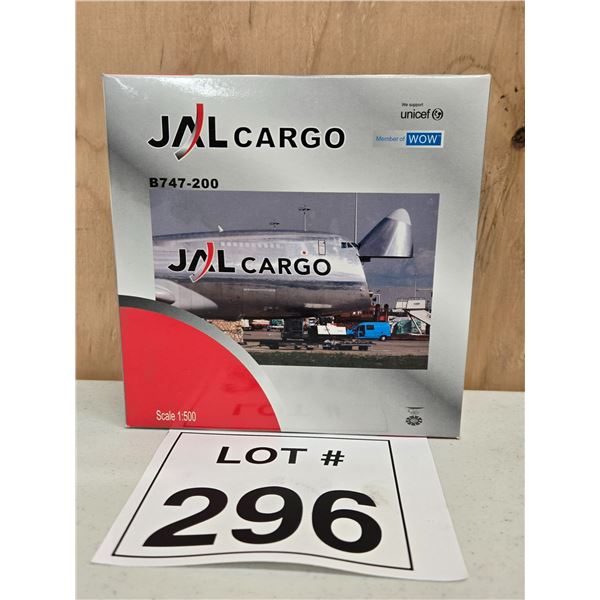 JAL CARGO
We support
unicef
Member of WOW
B747-200
JAL CARGO
Scale 1:500
LOT #
296